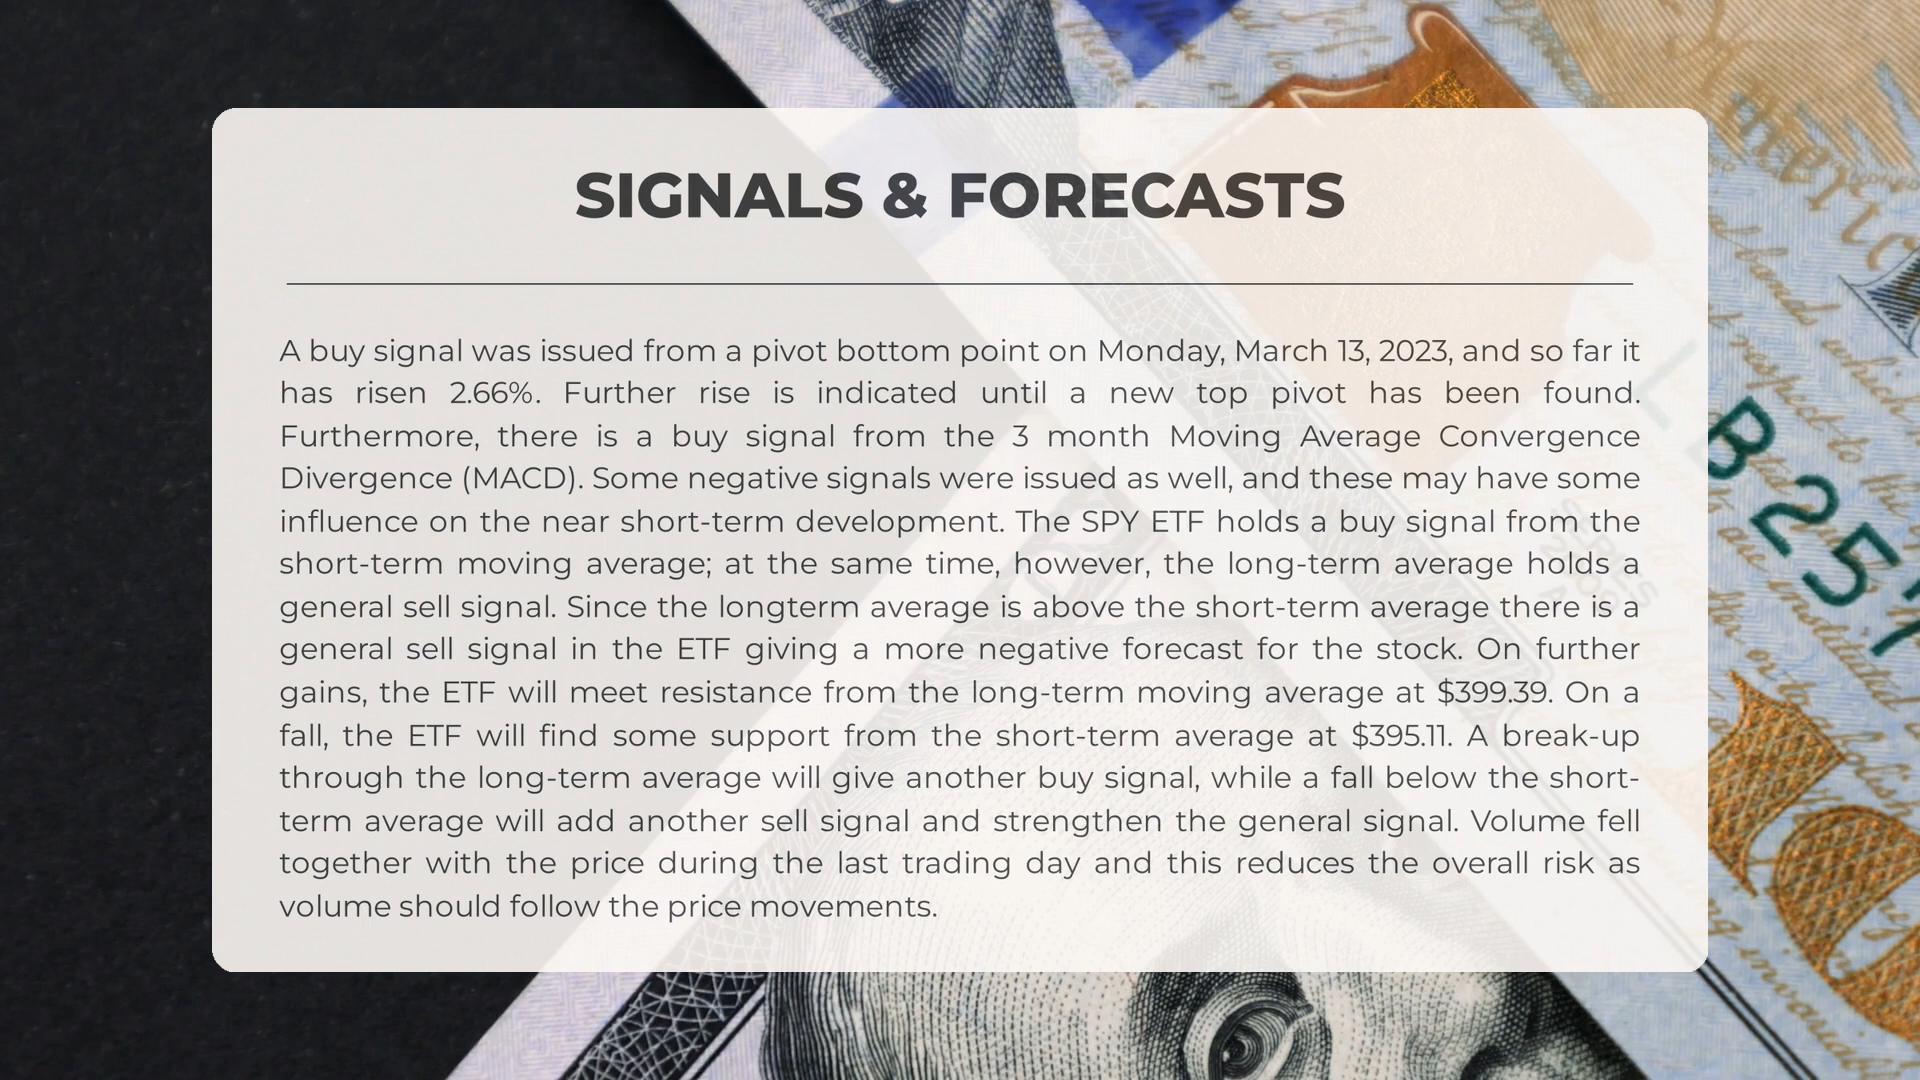 SIGNALS & FORECASTS
A buy signal was issued from a pivot bottom point on Monday, March 13, 2023, and so far it
has risen 2.66%. Further rise is indicated until a new top pivot has been found.
Furthermore, there is a buy signal from the 3 month Moving Average Convergence
Divergence (MACD). Some negative signals were issued as well, and these may have some
influence on the near short-term development. The SPY ETF holds a buy signal from the
short-term moving average; at the same time, however, the long-term average holds a
general sell signal. Since the longterm average is above the short-term average there is a
general sell signal in the ETF giving a more negative forecast for the stock. On further
gains, the ETF will meet resistance from the long-term moving average at $399.39. On a
fall, the ETF will find some support from the short-term average at $395.11. A break-up
through the long-term average will give another buy signal, while a fall below the short-
term average will add another sell signal and strengthen the general signal. Volume fell
together with the price during the last trading day and this reduces the overall risk as
volume should follow the price movements.